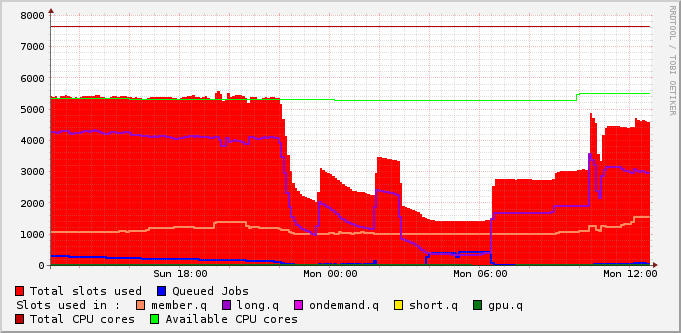 8000
7000
6000
5000
4000
3000
2000
1000
0
Sun 18:00 Mon 00:00 Mon 06:00 Mon 12:00
RRDTOOL / TOBI OETIKER
Total slots used Queued Jobs
Slots used in : member.q long.q ondemand.q short.q gpu.q
Total CPU cores Available CPU cores